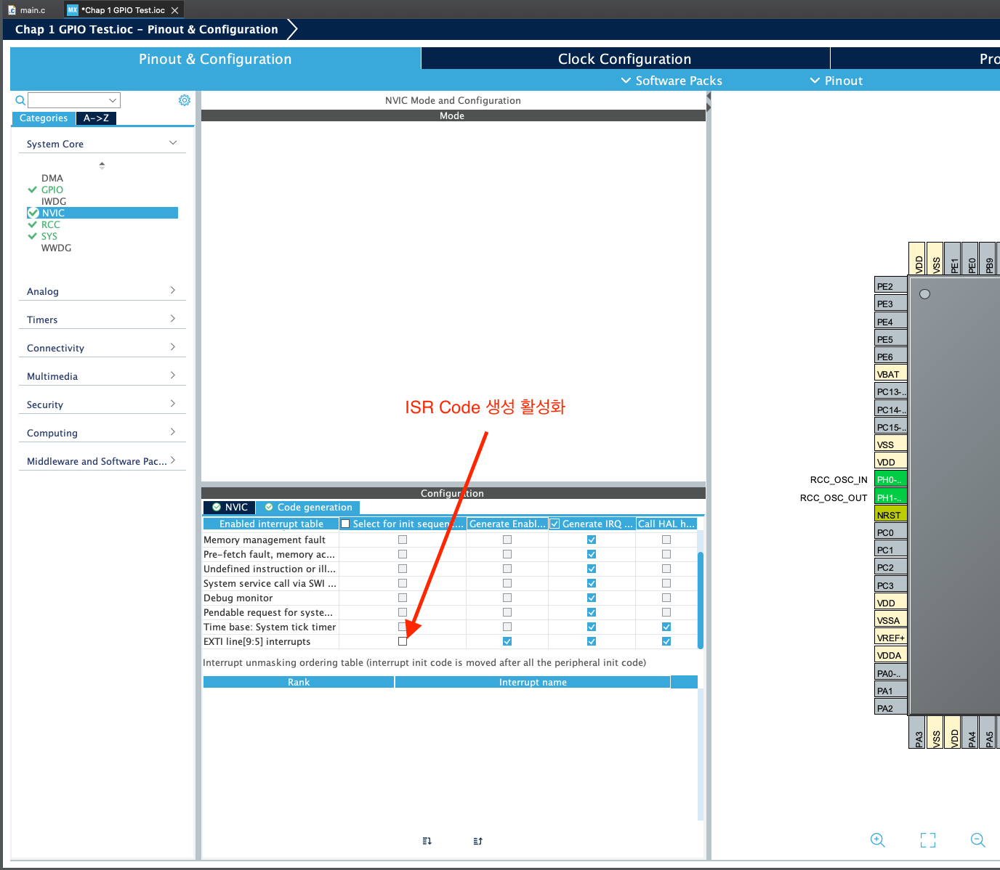 main.c
*Chap 1 GPIO Test.ioc
Chap 1 GPIO Test.ioc - Pinout & Configuration
Pinout & Configuration
Clock Configuration
Pro
Software Packs
Pinout
Categories
A->Z
System Core
DMA
GPIO
IWDG
NVIC
RCC
SYS
WWDG
Analog
Timers
Connectivity
Multimedia
Security
Computing
Middleware and Software Pac...
NVIC Mode and Configuration
Mode
ISR Code 생성 활성화
Configuration
NVIC
Code generation
Enabled interrupt table
Select for init sequenc...
Generate Enabl...
Generate IRQ ...
Call HAL h...
Memory management fault
Pre-fetch fault, memory ac...
Undefined instruction or ill...
System service call via SWI ...
Debug monitor
Pendable request for syste...
Time base: System tick timer
EXTI line[9:5] interrupts
Interrupt unmasking ordering table (interrupt init code is moved after all the peripheral init code)
Rank
Interrupt name
VDD
VSS
PE1
PE0
PB9
PE2
PE3
PE4
PE5
PE6
VBAT
PC13-..
PC14-..
PC15-..
VSS
VDD
RCC_OSC_IN PH0-..
RCC_OSC_OUT PH1-..
NRST
PC0
PC1
PC2
PC3
VDD
VSSA
VREF+
VDDA
PA0-..
PA1
PA2
PA3
VSS
VDD
PA4
PA5